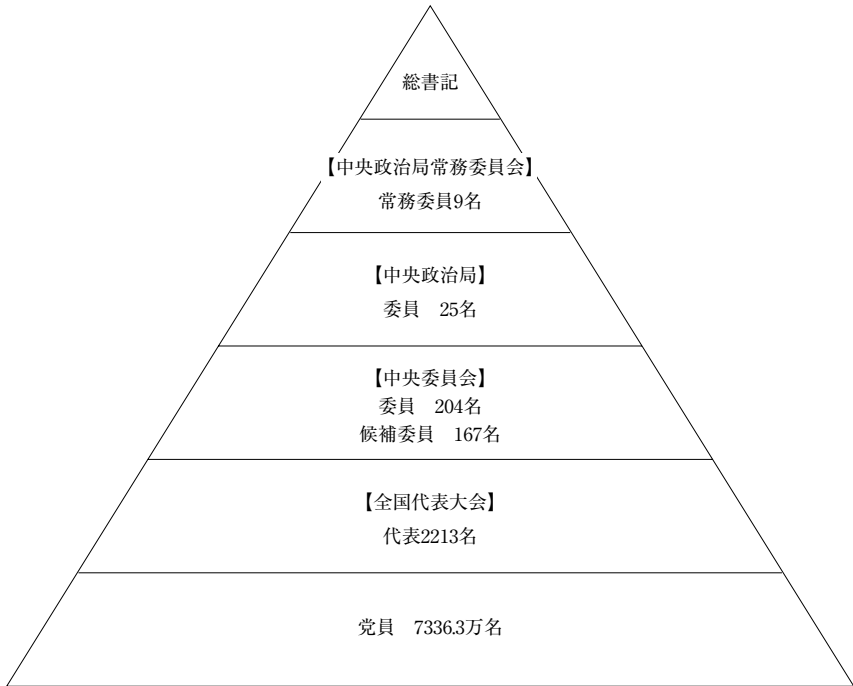 総書記
【中央政治局常務委員会】
常務委員9名
【中央政治局】
委員　25名
【中央委員会】
委員　204名
候補委員　167名
【全国代表大会】
代表2213名
党員　7336.3万名